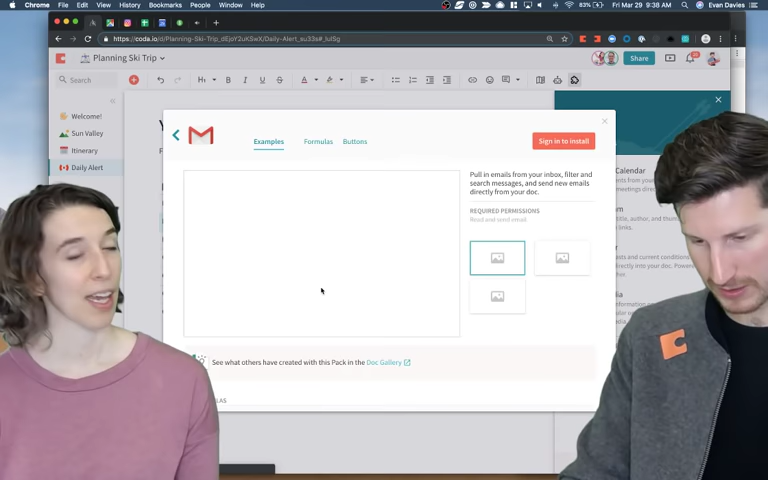 Chrome File Edit View History Bookmarks People Window Help 83% Fri Mar 29 9:38 AM Evan Davies
https://coda.io/d/Planning-Ski-Trip_dEjoY2uKSwX/Daily-Alert_su33s#_lulSg
Planning Ski Trip
Share
Search
H1 B I U S A
Welcome!
Sun Valley
Itinerary
Daily Alert
Examples Formulas Buttons
Sign in to install
Pull in emails from your inbox, filter and
search messages, and send new emails
directly from your doc.
REQUIRED PERMISSIONS
Read and send email
See what others have created with this Pack in the Doc Gallery
Calendar